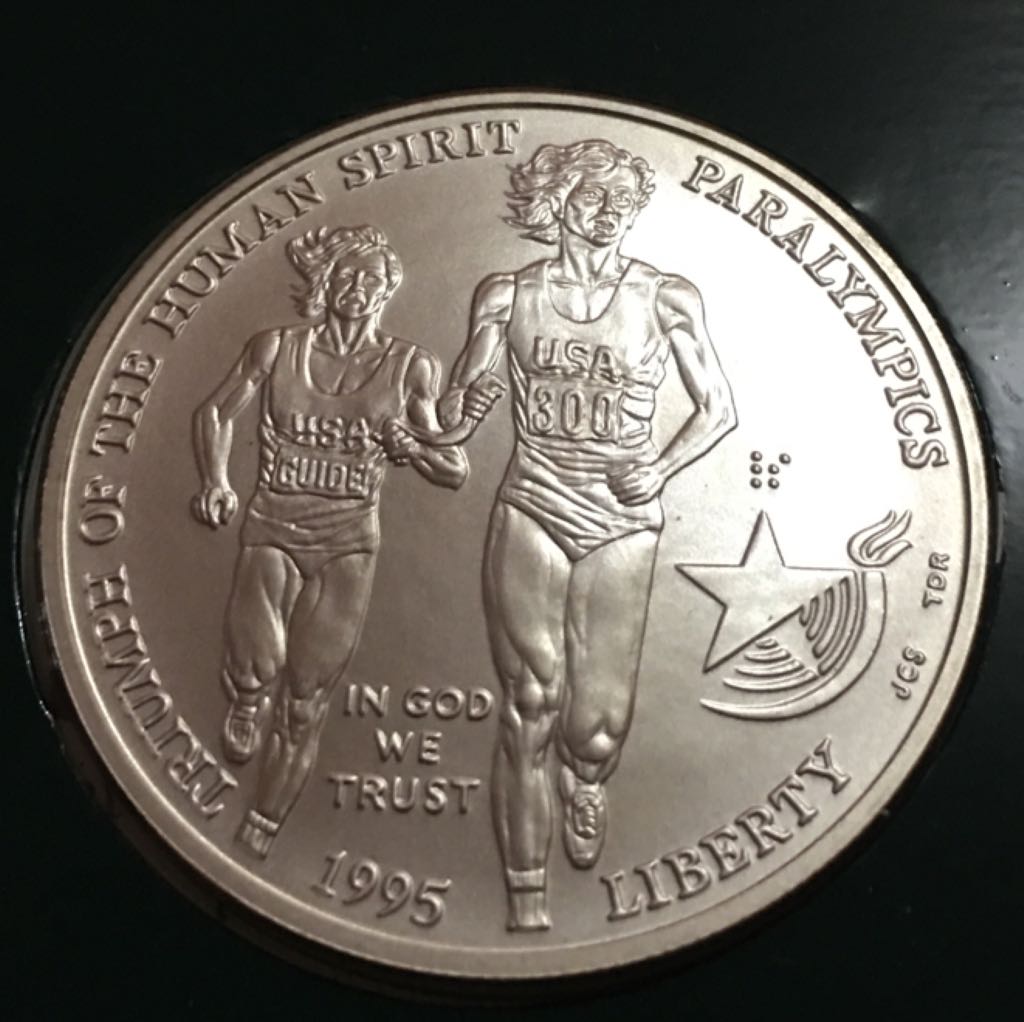 TRIUMPH OF THE HUMAN SPIRIT
PARALYMPICS
USA
300
USA
GUIDE
IN GOD
WE
TRUST
JCS TDR
1995
LIBERTY